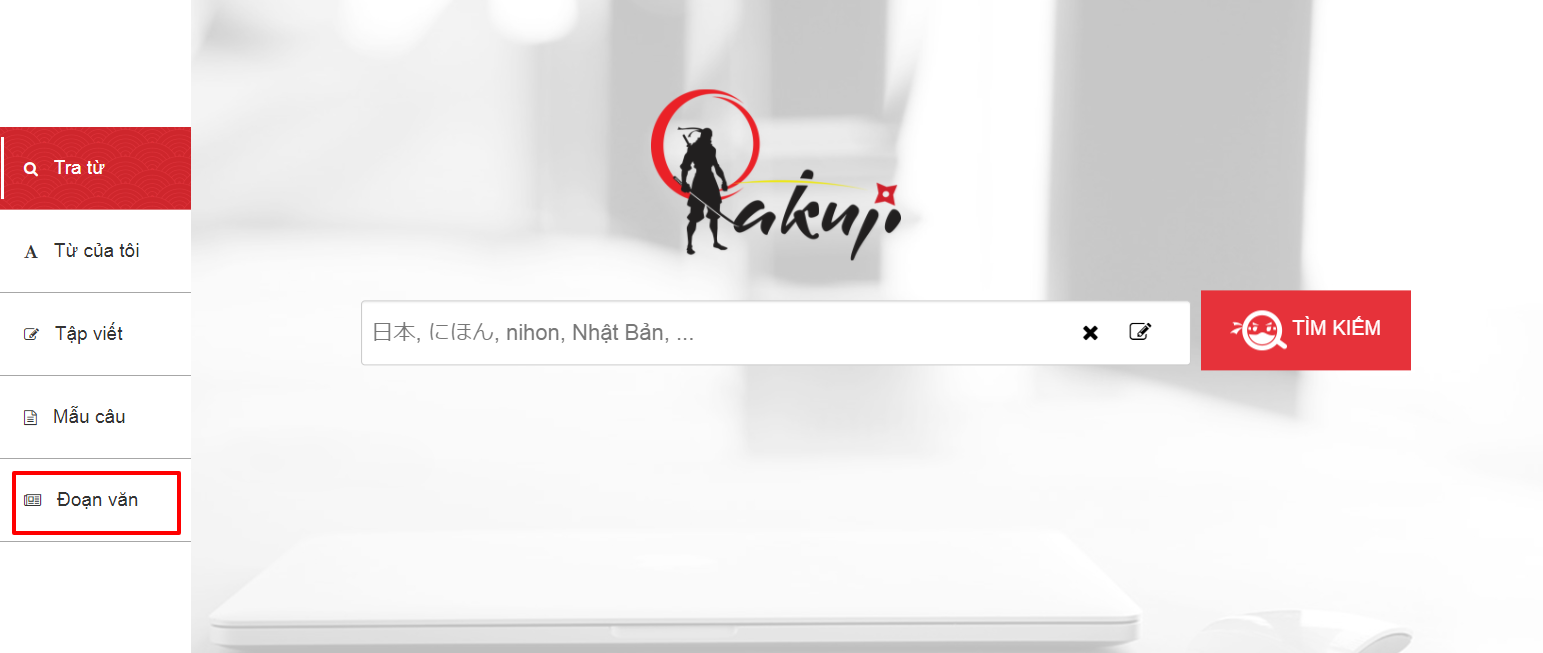 Tra từ
Từ của tôi
Tập viết
Mẫu câu
Đoạn văn
Rakuji
日本, にほん, nihon, Nhật Bản, ...
TÌM KIẾM